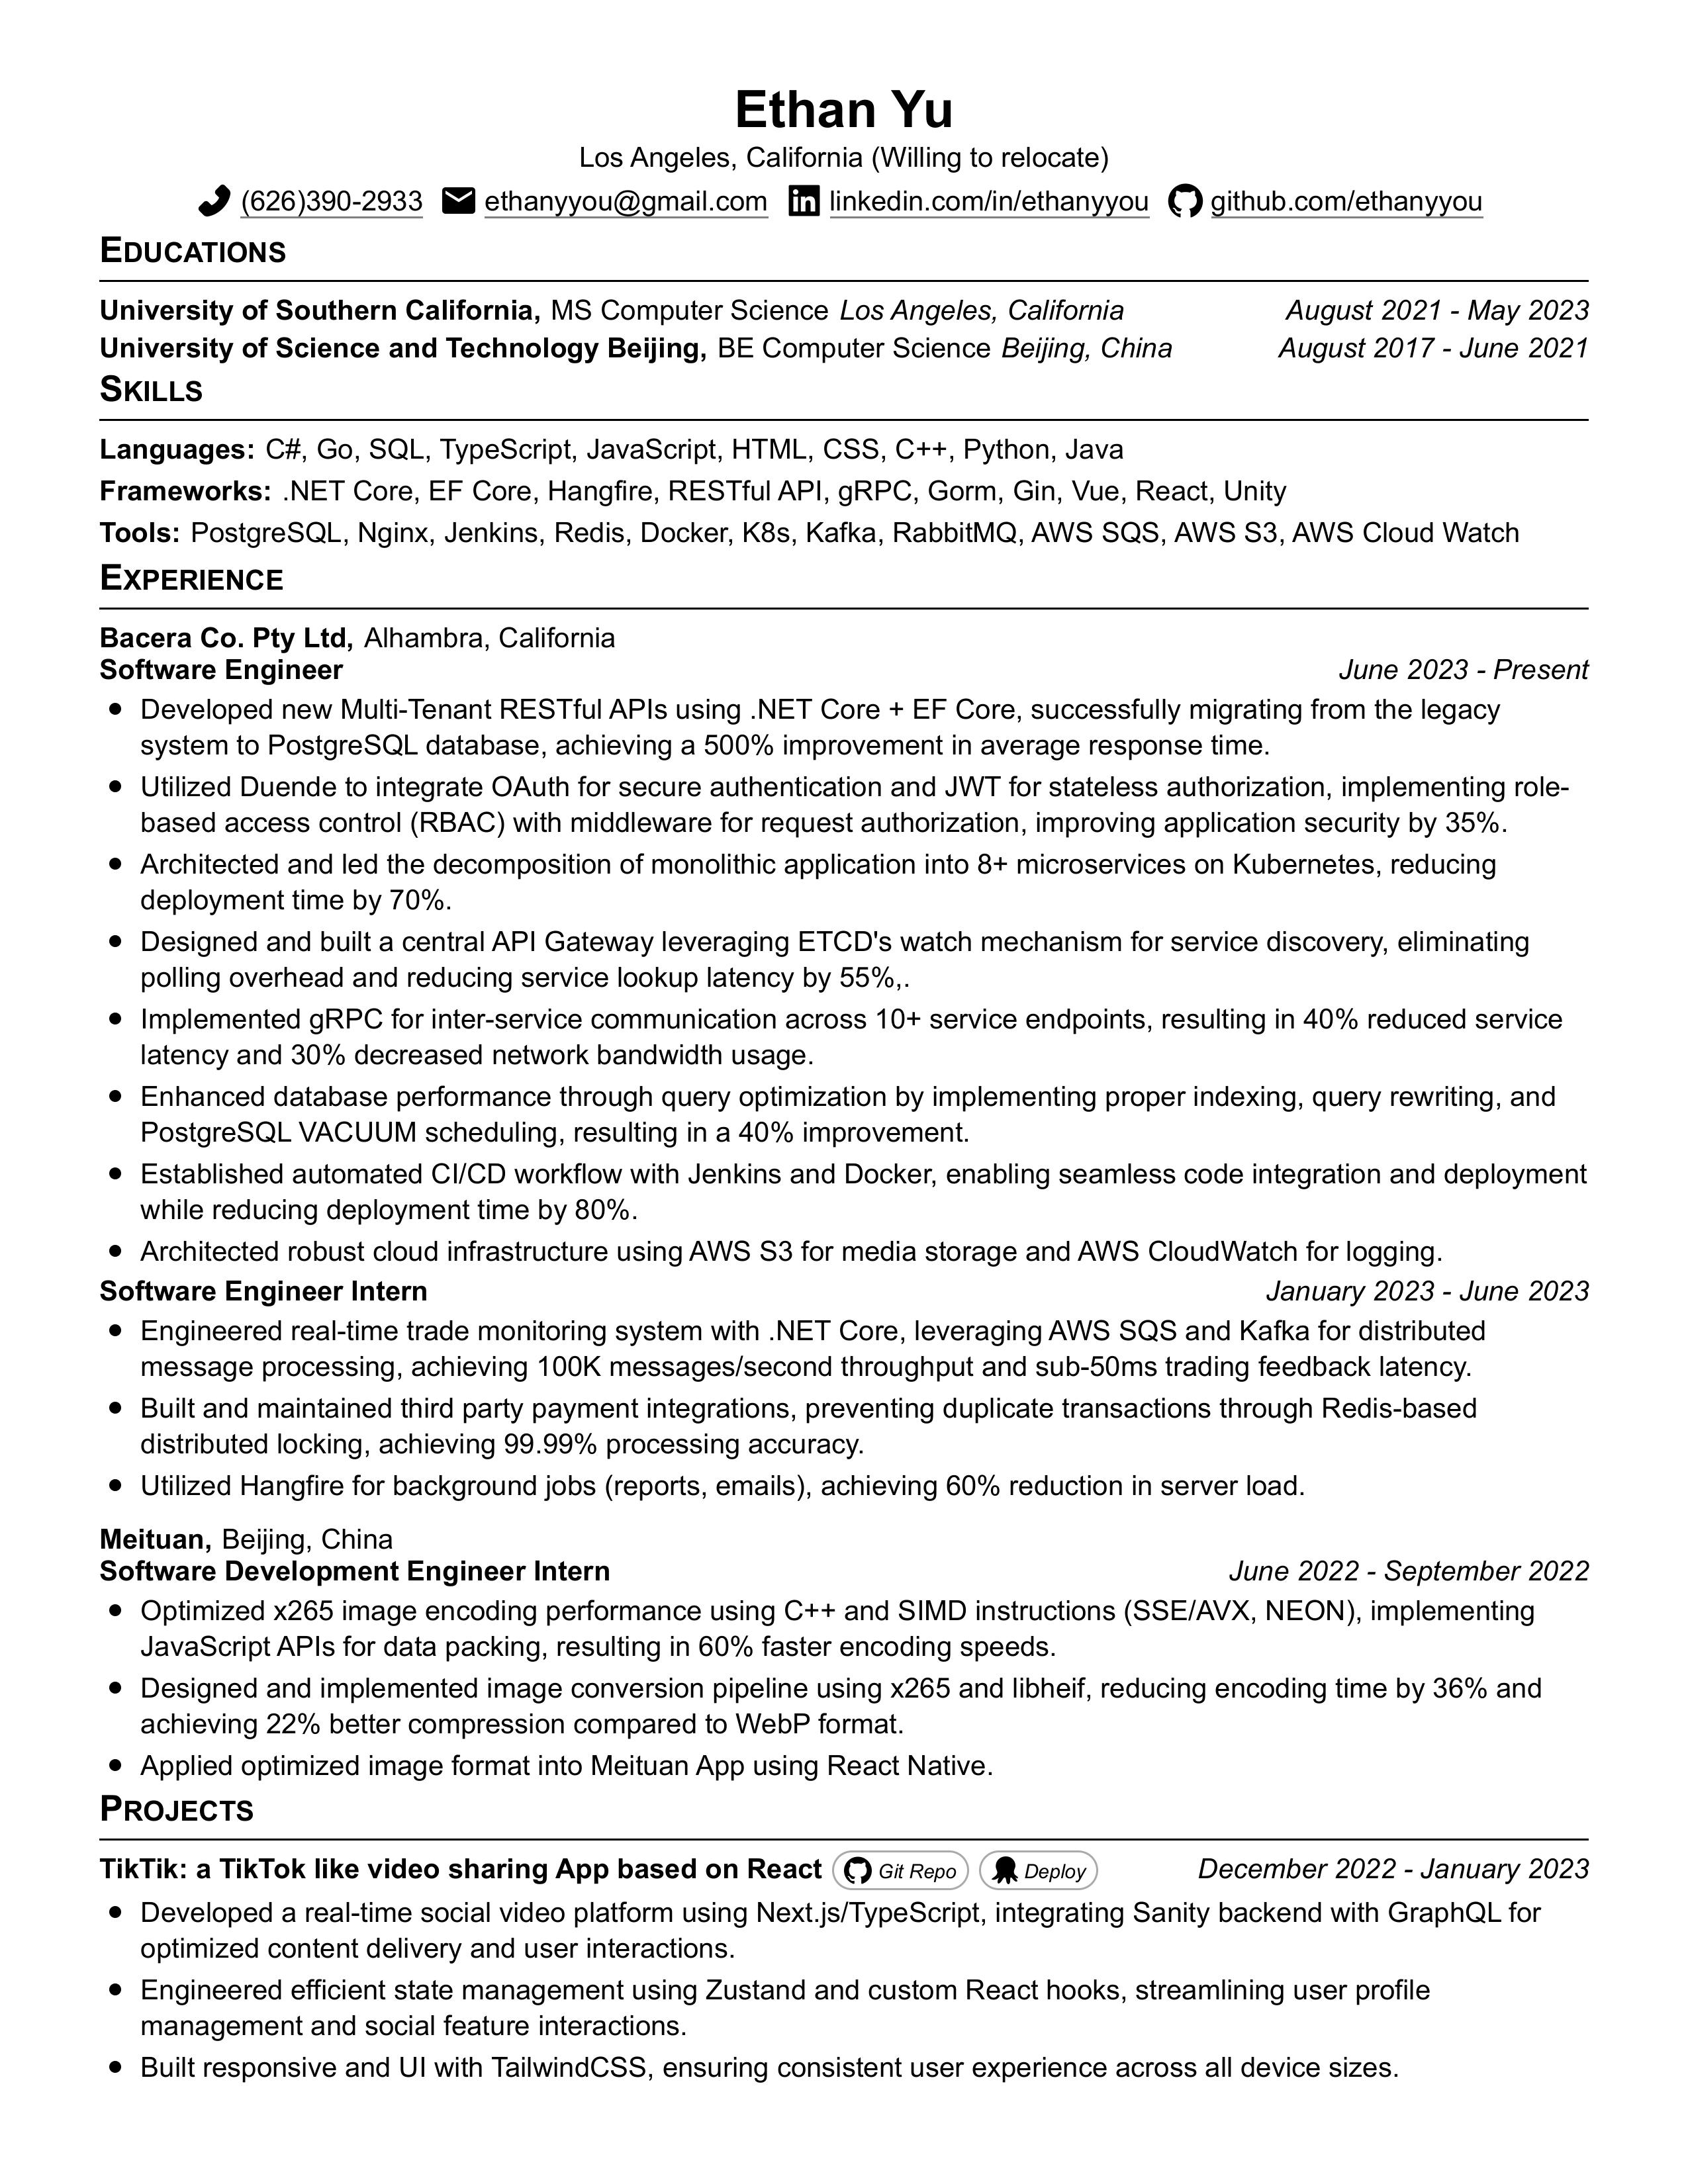 Ethan Yu
Los Angeles, California (Willing to relocate)
(626)390-2933 ethanyyou@gmail.com linkedin.com/in/ethanyyou github.com/ethanyyou
EDUCATIONS
University of Southern California, MS Computer Science Los Angeles, California August 2021 - May 2023
University of Science and Technology Beijing, BE Computer Science Beijing, China August 2017 - June 2021
SKILLS
Languages: C#, Go, SQL, TypeScript, JavaScript, HTML, CSS, C++, Python, Java
Frameworks: .NET Core, EF Core, Hangfire, RESTful API, gRPC, Gorm, Gin, Vue, React, Unity
Tools: PostgreSQL, Nginx, Jenkins, Redis, Docker, K8s, Kafka, RabbitMQ, AWS SQS, AWS S3, AWS Cloud Watch
EXPERIENCE
Bacera Co. Pty Ltd, Alhambra, California
Software Engineer June 2023 - Present
• Developed new Multi-Tenant RESTful APIs using .NET Core + EF Core, successfully migrating from the legacy
system to PostgreSQL database, achieving a 500% improvement in average response time.
• Utilized Duende to integrate OAuth for secure authentication and JWT for stateless authorization, implementing role-
based access control (RBAC) with middleware for request authorization, improving application security by 35%.
• Architected and led the decomposition of monolithic application into 8+ microservices on Kubernetes, reducing
deployment time by 70%.
• Designed and built a central API Gateway leveraging ETCD's watch mechanism for service discovery, eliminating
polling overhead and reducing service lookup latency by 55%,.
• Implemented gRPC for inter-service communication across 10+ service endpoints, resulting in 40% reduced service
latency and 30% decreased network bandwidth usage.
• Enhanced database performance through query optimization by implementing proper indexing, query rewriting, and
PostgreSQL VACUUM scheduling, resulting in a 40% improvement.
• Established automated CI/CD workflow with Jenkins and Docker, enabling seamless code integration and deployment
while reducing deployment time by 80%.
• Architected robust cloud infrastructure using AWS S3 for media storage and AWS CloudWatch for logging.
Software Engineer Intern January 2023 - June 2023
• Engineered real-time trade monitoring system with .NET Core, leveraging AWS SQS and Kafka for distributed
message processing, achieving 100K messages/second throughput and sub-50ms trading feedback latency.
• Built and maintained third party payment integrations, preventing duplicate transactions through Redis-based
distributed locking, achieving 99.99% processing accuracy.
• Utilized Hangfire for background jobs (reports, emails), achieving 60% reduction in server load.
Meituan, Beijing, China
Software Development Engineer Intern June 2022 - September 2022
• Optimized x265 image encoding performance using C++ and SIMD instructions (SSE/AVX, NEON), implementing
JavaScript APIs for data packing, resulting in 60% faster encoding speeds.
• Designed and implemented image conversion pipeline using x265 and libheif, reducing encoding time by 36% and
achieving 22% better compression compared to WebP format.
• Applied optimized image format into Meituan App using React Native.
PROJECTS
TikTik: a TikTok like video sharing App based on React Git Repo Deploy December 2022 - January 2023
• Developed a real-time social video platform using Next.js/TypeScript, integrating Sanity backend with GraphQL for
optimized content delivery and user interactions.
• Engineered efficient state management using Zustand and custom React hooks, streamlining user profile
management and social feature interactions.
• Built responsive and UI with TailwindCSS, ensuring consistent user experience across all device sizes.